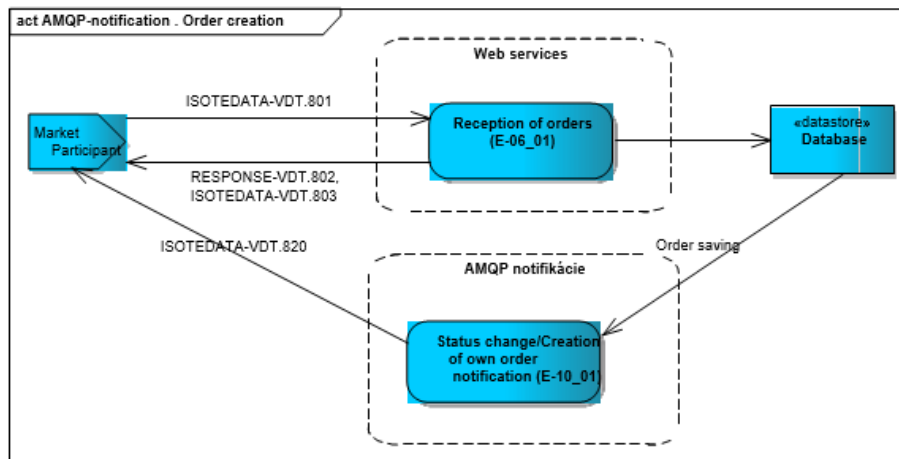 act AMQP-notification . Order creation
Web services
ISOTEDATA-VDT.801
Market
Participant
Reception of orders
(E-06_01)
«datastore»
Database
RESPONSE-VDT.802,
ISOTEDATA-VDT.803
ISOTEDATA-VDT.820
Order saving
AMQP notifikácie
Status change/Creation
of own order
notification (E-10_01)